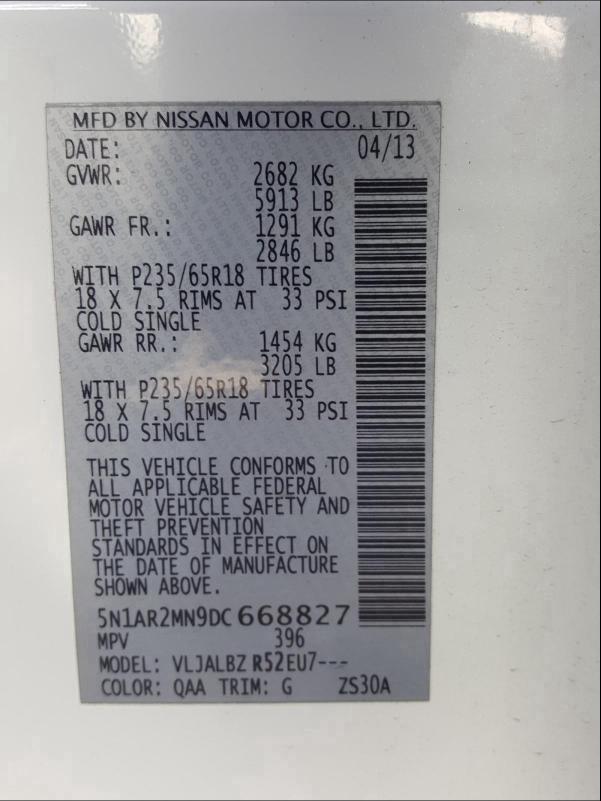 MFD BY NISSAN MOTOR CO., LTD.
DATE: 04/13
GVWR: 2682 KG
5913 LB
GAWR FR.: 1291 KG
2846 LB
WITH P235/65R18 TIRES
18 X 7.5 RIMS AT 33 PSI
COLD SINGLE
GAWR RR.: 1454 KG
3205 LB
WITH P235/65R18 TIRES
18 X 7.5 RIMS AT 33 PSI
COLD SINGLE
THIS VEHICLE CONFORMS TO
ALL APPLICABLE FEDERAL
MOTOR VEHICLE SAFETY AND
THEFT PREVENTION
STANDARDS IN EFFECT ON
THE DATE OF MANUFACTURE
SHOWN ABOVE.
5N1AR2MN9DC668827
MPV 396
MODEL: VLJALBZ R52EU7---
COLOR: QAA TRIM: G ZS30A